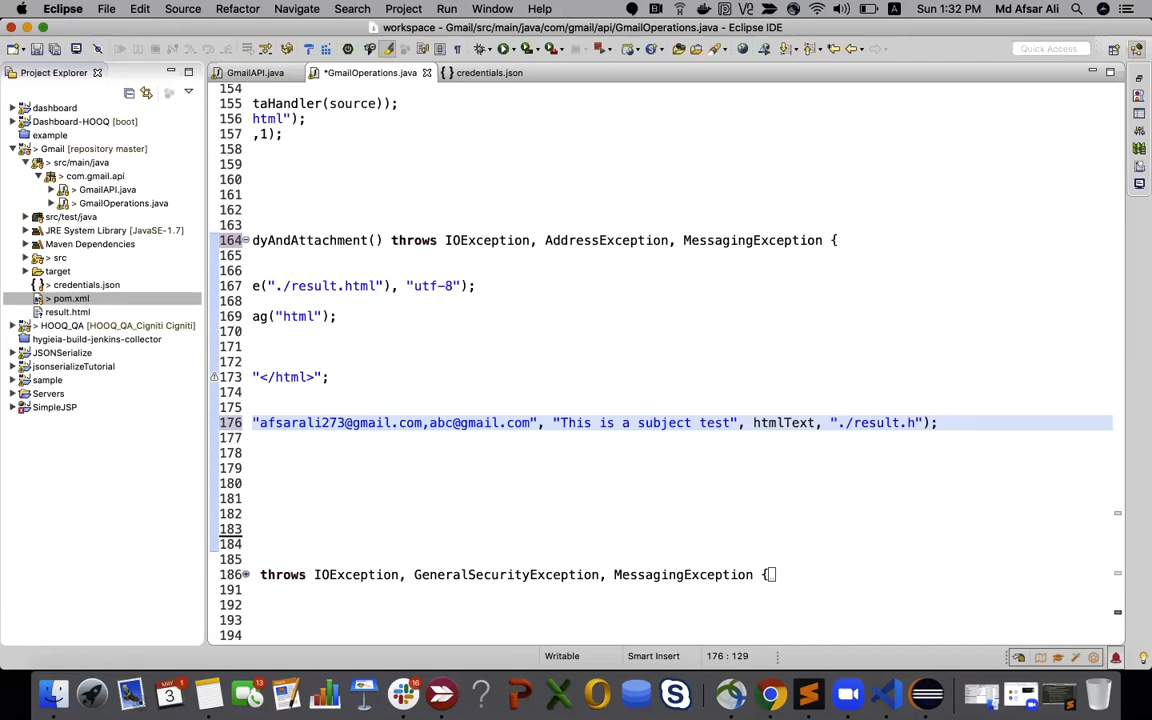 Eclipse File Edit Source Refactor Navigate Search Project Run Window Help Sun 1:32 PM Md Afsar Ali
workspace - Gmail/src/main/java/com/gmail/api/GmailOperations.java - Eclipse IDE
Quick Access
Project Explorer
GmailAPI.java *GmailOperations.java credentials.json
dashboard
Dashboard-HOOQ [boot]
example
> Gmail [repository master]
> src/main/java
> com.gmail.api
> GmailAPI.java
> GmailOperations.java
src/test/java
JRE System Library [JavaSE-1.7]
Maven Dependencies
> src
target
> credentials.json
> pom.xml
result.html
> HOOQ_QA [HOOQ_QA_Cigniti Cigniti]
hygieia-build-jenkins-collector
JSONSerialize
jsonserializeTutorial
sample
Servers
SimpleJSP
154
155 taHandler(source));
156 html");
157 ,1);
158
159
160
161
162
163
164 dyAndAttachment() throws IOException, AddressException, MessagingException {
165
166
167 e("./result.html"), "utf-8");
168
169 ag("html");
170
171
172
173 "</html>";
174
175
176 "afsarali273@gmail.com,abc@gmail.com", "This is a subject test", htmlText, "./result.h");
177
178
179
180
181
182
183
184
185
186 throws IOException, GeneralSecurityException, MessagingException {
191
192
193
194
Writable Smart Insert 176 : 129
MAY
3